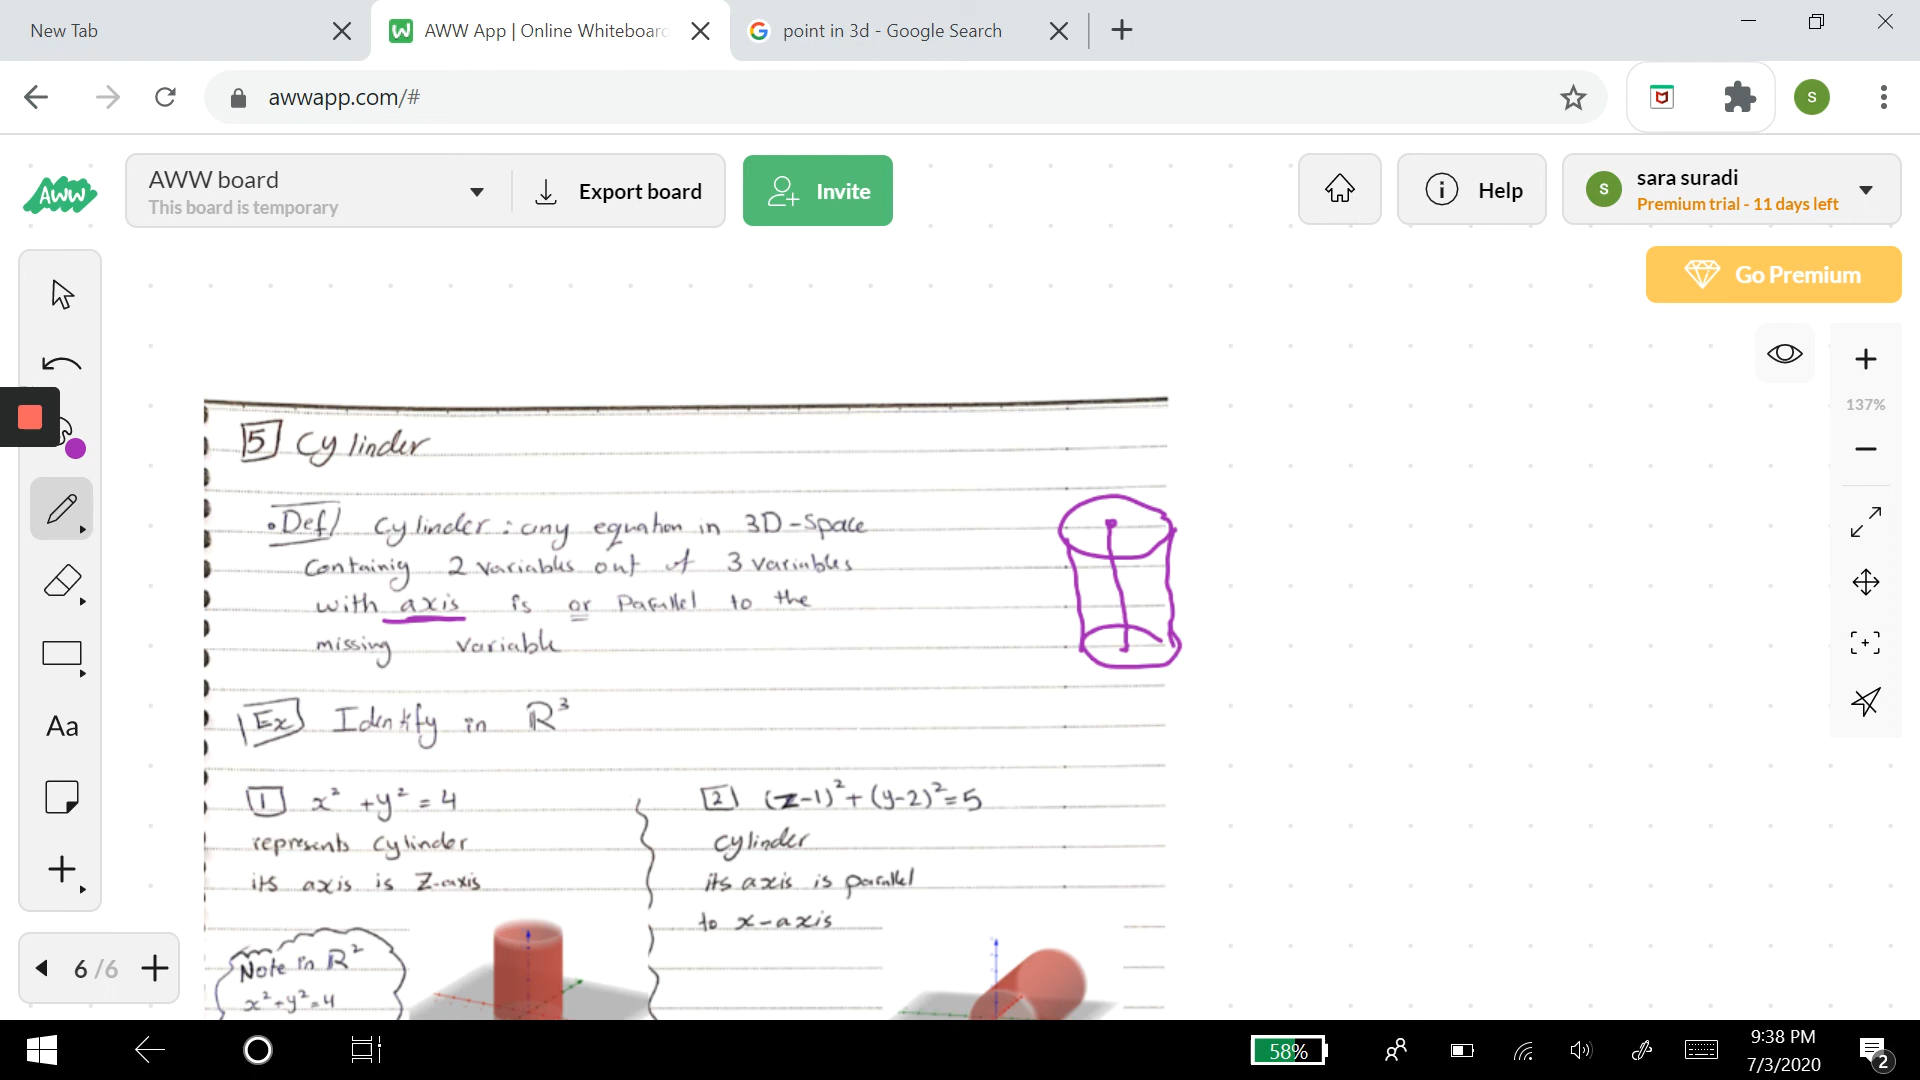 New Tab
AWW App | Online Whiteboard
point in 3d - Google Search
awwapp.com/#
S
AWW
AWW board
This board is temporary
Export board
Invite
Help
S
sara suradi
Premium trial - 11 days left
Go Premium
137%
Aa
6 /6
5 Cylinder
• Def/ Cylinder : any equation in 3D-Space
Containig 2 variables out of 3 variables
with axis is or Parallel to the
missing variable
Ex Identify in R³
1 x² + y² = 4
represents Cylinder
its axis is Z-axis
2 (z-1)² + (y-2)² = 5
Cylinder
its axis is parallel
to x-axis
Note in R²
x² + y² = 4
58%
9:38 PM
7/3/2020
2